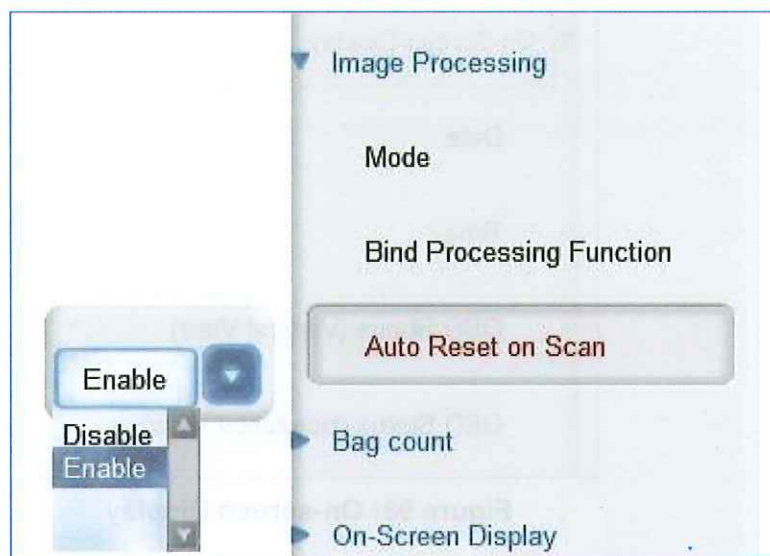 Image Processing
Mode
Bind Processing Function
Auto Reset on Scan
Enable
Disable
Enable
Bag count
On-Screen Display